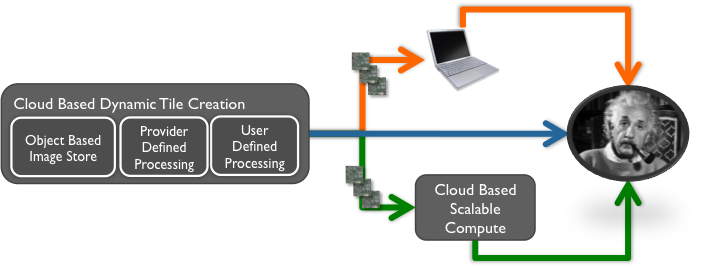 Cloud Based Dynamic Tile Creation
Object Based
Image Store
Provider
Defined
Processing
User
Defined
Processing
Cloud Based
Scalable
Compute